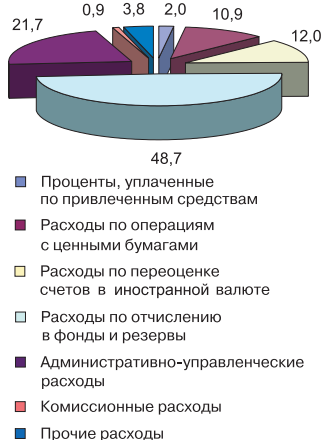 21,7 0,9 3,8 2,0 10,9 12,0
48,7
Проценты, уплаченные
по привлеченным средствам
Расходы по операциям
с ценными бумагами
Расходы по переоценке
счетов в иностранной валюте
Расходы по отчислению
в фонды и резервы
Административно-управленческие
расходы
Комиссионные расходы
Прочие расходы